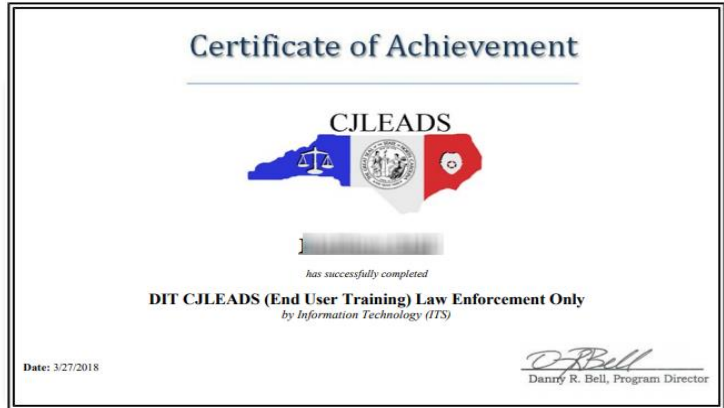 Certificate of Achievement
CJLEADS
has successfully completed
DIT CJLEADS (End User Training) Law Enforcement Only
by Information Technology (ITS)
Date: 3/27/2018
Danny R. Bell, Program Director